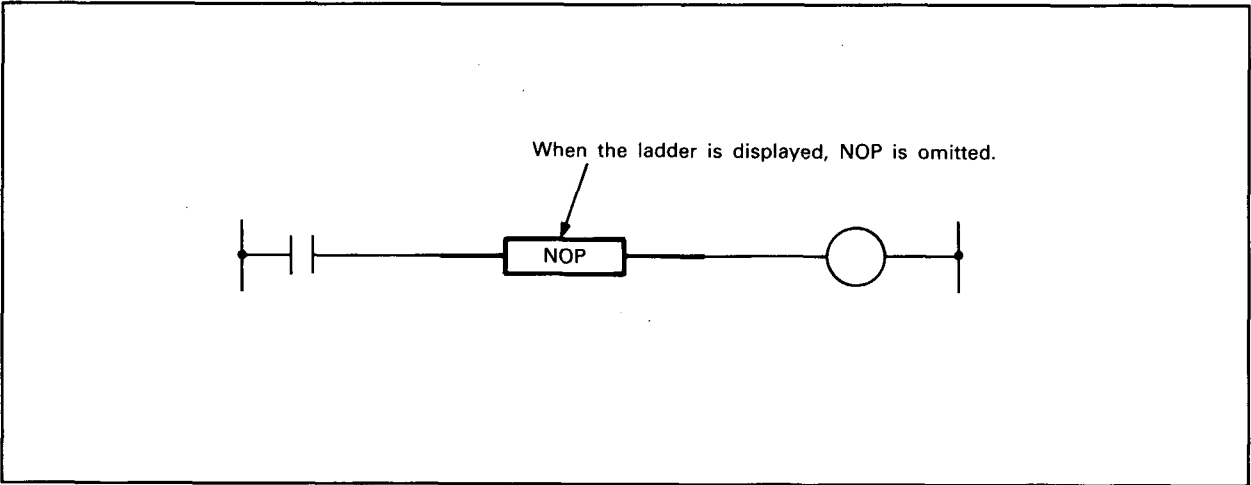 When the ladder is displayed, NOP is omitted.
NOP